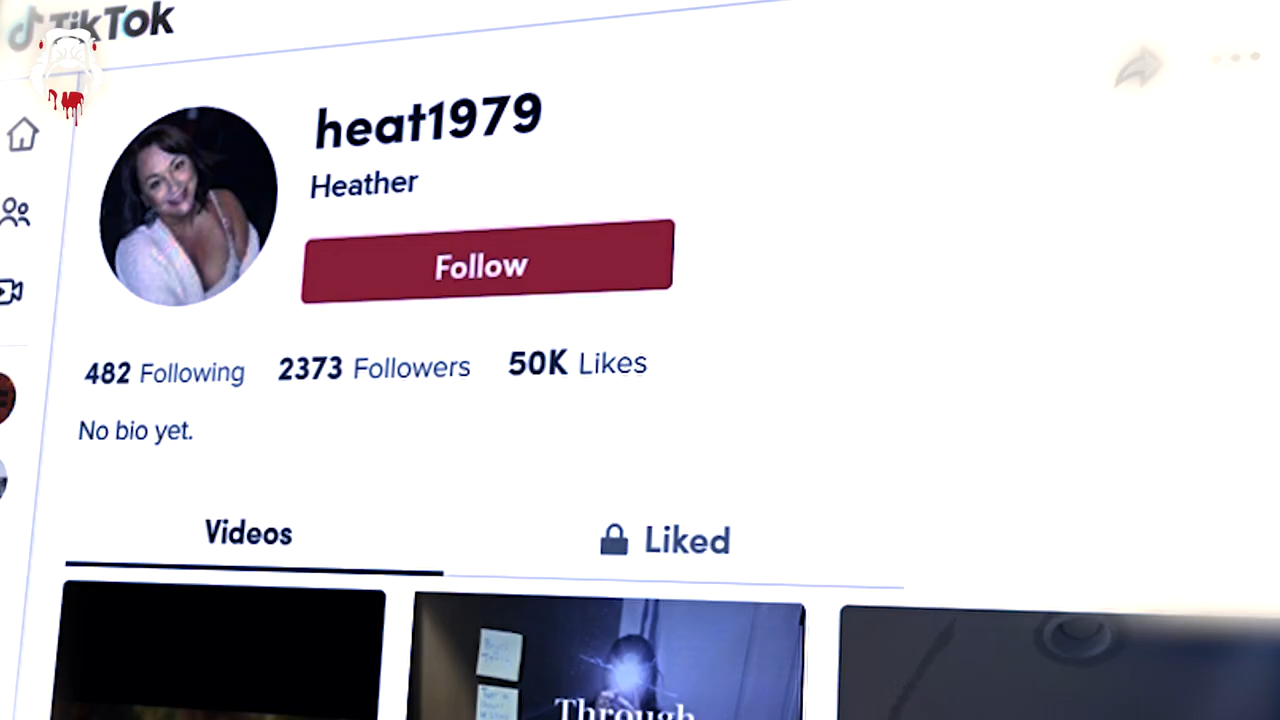 TikTok
heat1979
Heather
Follow
482 Following 2373 Followers 50K Likes
No bio yet.
Videos Liked
Through